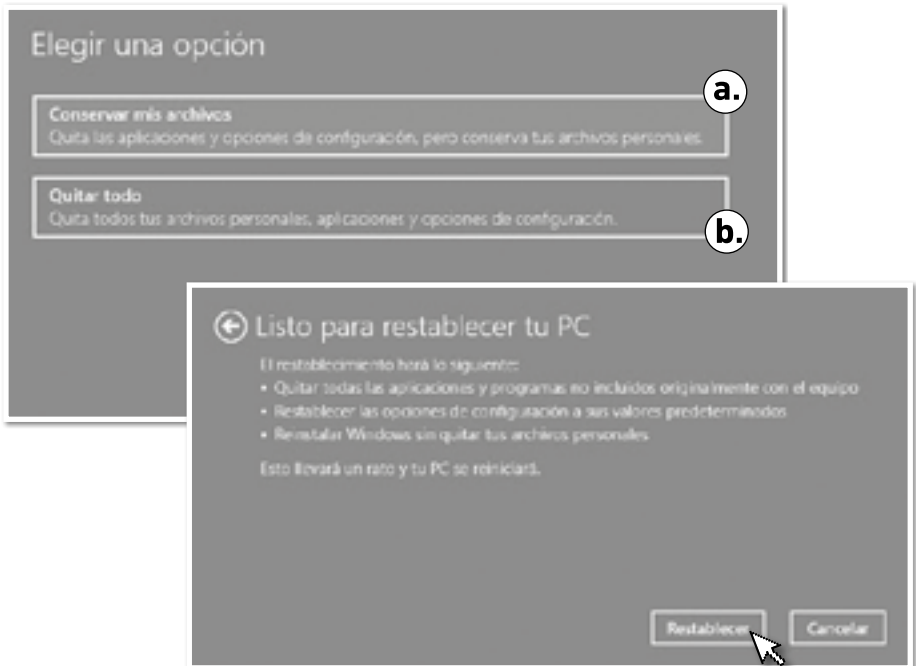 Elegir una opción
a.
Conservar mis archivos
Quita las aplicaciones y opciones de configuración, pero conserva tus archivos personales.
Quitar todo
Quita todos tus archivos personales, aplicaciones y opciones de configuración.
b.
Listo para restablecer tu PC
El restablecimiento hará lo siguiente:
• Quitar todas las aplicaciones y programas no incluidos originalmente con el equipo
• Restablecer las opciones de configuración a sus valores predeterminados
• Reinstalar Windows sin quitar tus archivos personales
Esto llevará un rato y tu PC se reiniciará.
Restablecer
Cancelar